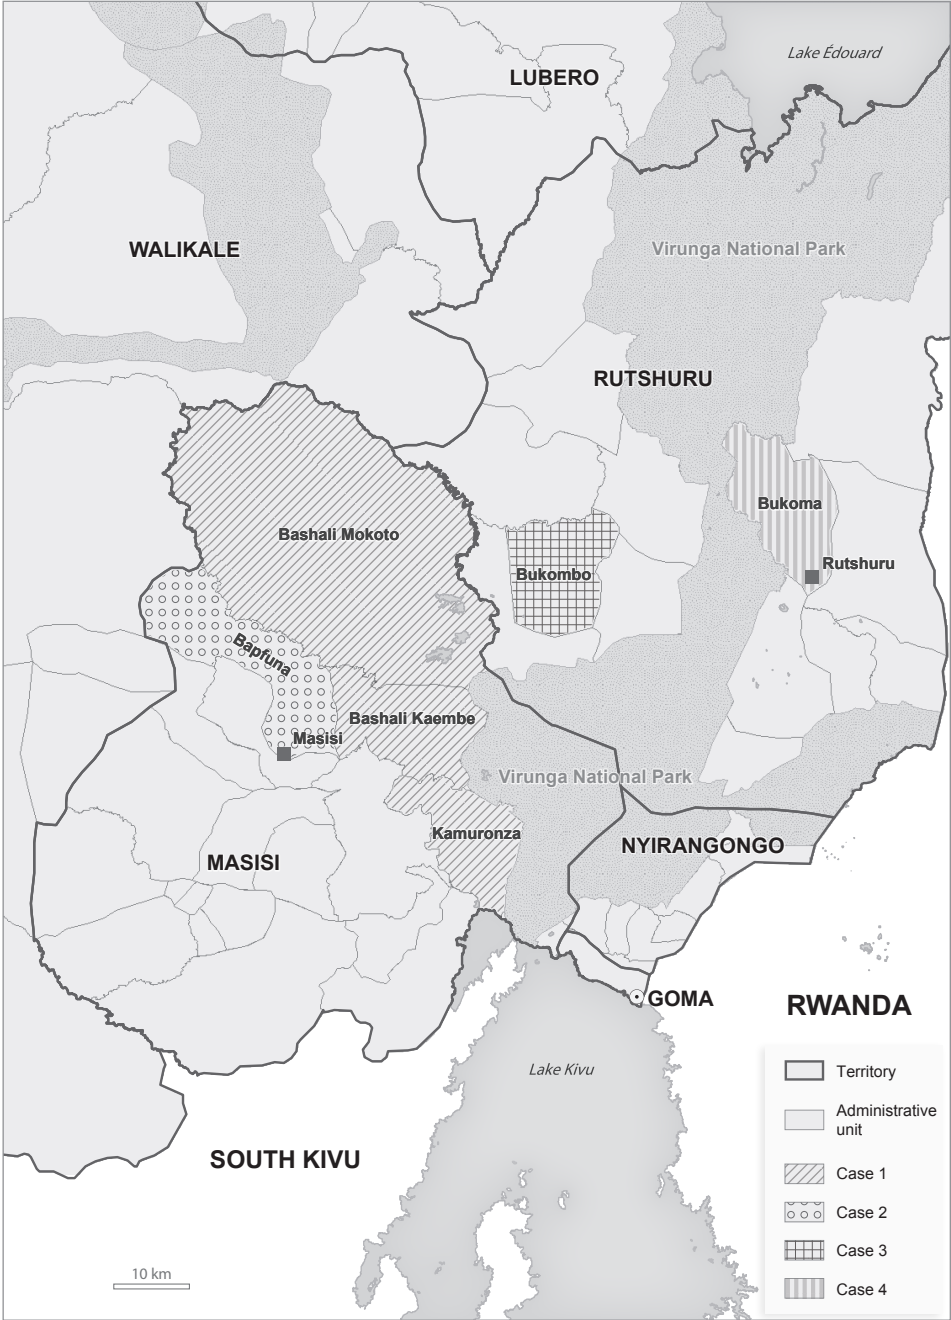 Lake Édouard
LUBERO
WALIKALE
Virunga National Park
RUTSHURU
Bukoma
Bashali Mokoto
Rutshuru
Bukombo
Bapfuna
Bashali Kaembe
Masisi
Virunga National Park
Kamuronza
NYIRANGONGO
MASISI
GOMA
RWANDA
Lake Kivu
Territory
Administrative
unit
SOUTH KIVU
Case 1
Case 2
Case 3
10 km
Case 4